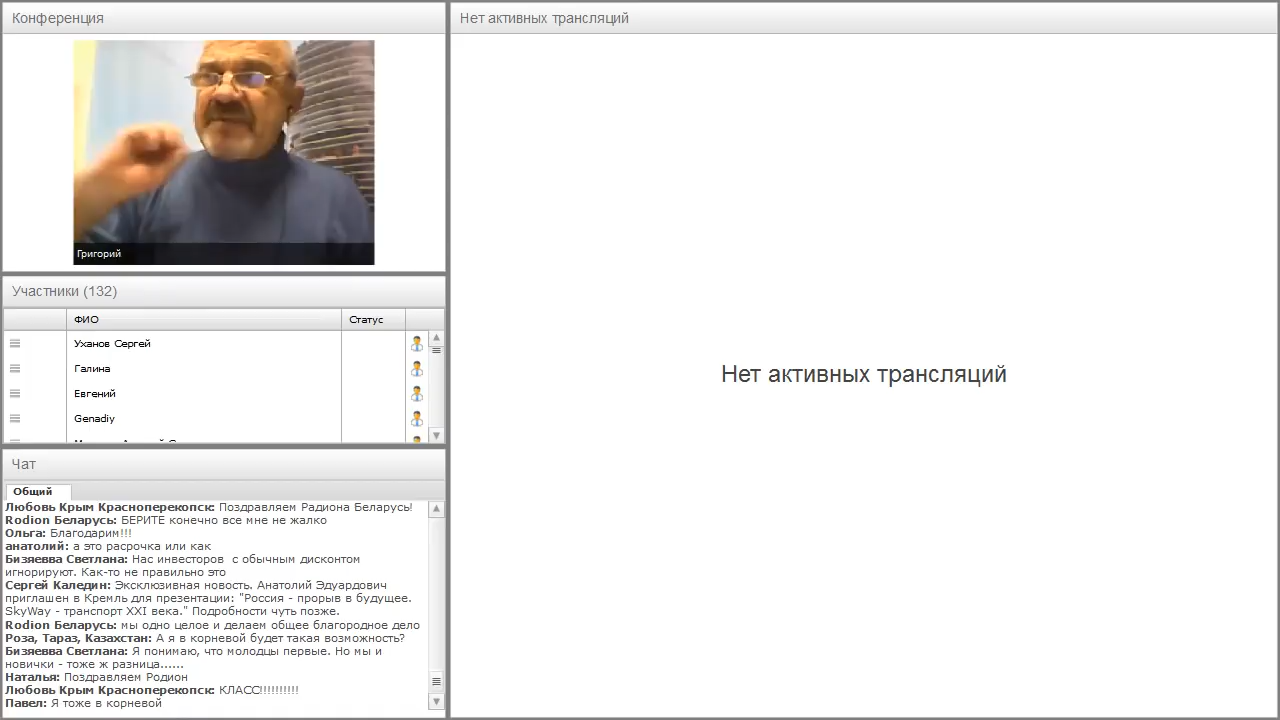 Конференция
Нет активных трансляций
Григорий
Участники (132)
ФИО
Статус
Уханов Сергей
Галина
Евгений
Genadiy
Чат
Общий
Любовь Крым Красноперекопск: Поздравляем Радиона Беларусь!
Rodion Беларусь: БЕРИТЕ конечно все мне не жалко
Ольга: Благодарим!!!
анатолий: а это расрочка или как
Бизяевва Светлана: Нас инвесторов с обычным дисконтом
игнорируют. Как-то не правильно это
Сергей Каледин: Эксклюзивная новость. Анатолий Эдуардович
приглашен в Кремль для презентации: "Россия - прорыв в будущее.
SkyWay - транспорт XXI века." Подробности чуть позже.
Rodion Беларусь: мы одно целое и делаем общее благородное дело
Роза, Тараз, Казахстан: А я в корневой будет такая возможность?
Бизяевва Светлана: Я понимаю, что молодцы первые. Но мы и
новички - тоже ж разница......
Наталья: Поздравляем Родион
Любовь Крым Красноперекопск: КЛАСС!!!!!!!!!!
Павел: Я тоже в корневой
Нет активных трансляций